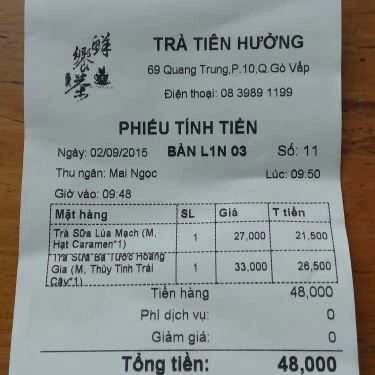 鮮
饗
茶 道
TRÀ TIÊN HƯỞNG
69 Quang Trung,P.10,Q.Gò Vấp
Điện thoại: 08 3989 1199
PHIẾU TÍNH TIỀN
Ngày: 02/09/2015 BÀN L1N 03 Số: 11
Thu ngân: Mai Ngọc Lúc: 09:50
Giờ vào: 09:48
Mặt hàng SL Giá T tiền
Trà Sữa Lúa Mạch (M, 1 27,000 21,500
Hạt Caramen*1)
Trà Sữa Bá Tước Hoàng
Gia (M, Thủy Tinh Trái 1 33,000 26,500
Cây*1)
Tiền hàng 48,000
Phí dịch vụ: 0
Giảm giá: 0
Tổng tiền: 48,000